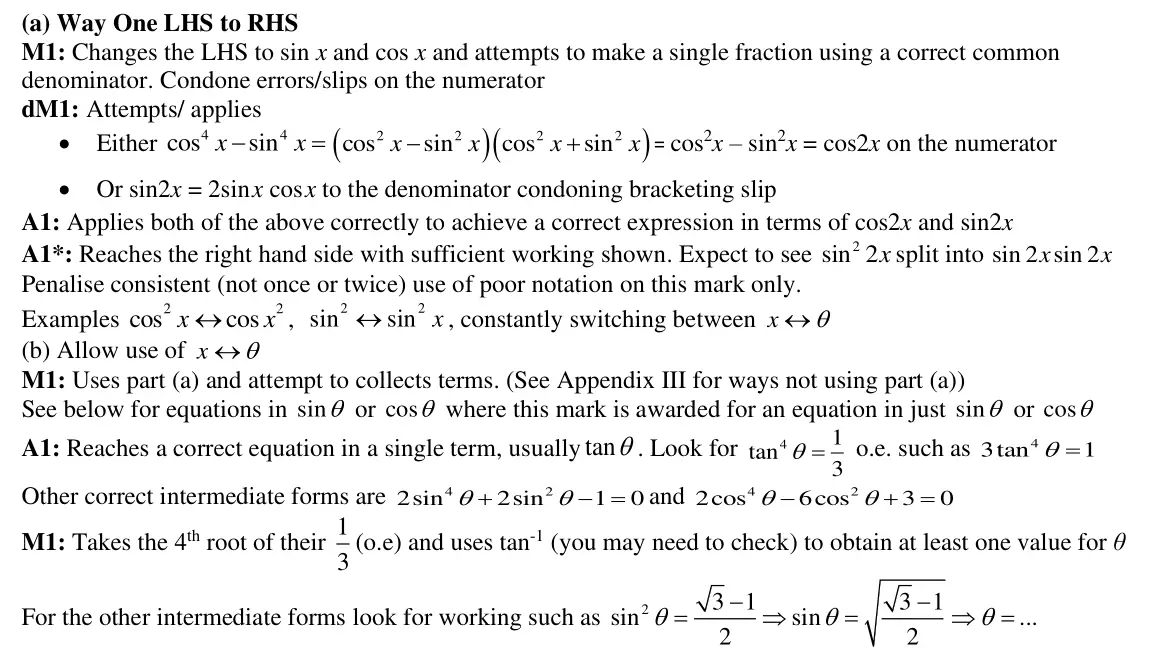 (a) Way One LHS to RHS
M1: Changes the LHS to sin x and cos x and attempts to make a single fraction using a correct common
denominator. Condone errors/slips on the numerator
dM1: Attempts/ applies
• Either cos⁴ x − sin⁴ x = (cos² x − sin² x)(cos² x + sin² x) = cos²x – sin²x = cos2x on the numerator
• Or sin2x = 2sinx cosx to the denominator condoning bracketing slip
A1: Applies both of the above correctly to achieve a correct expression in terms of cos2x and sin2x
A1*: Reaches the right hand side with sufficient working shown. Expect to see sin² 2x split into sin 2x sin 2x
Penalise consistent (not once or twice) use of poor notation on this mark only.
Examples cos² x ↔ cos x², sin² ↔ sin² x, constantly switching between x ↔ θ
(b) Allow use of x ↔ θ
M1: Uses part (a) and attempt to collects terms. (See Appendix III for ways not using part (a))
See below for equations in sin θ or cos θ where this mark is awarded for an equation in just sin θ or cos θ
A1: Reaches a correct equation in a single term, usually tan θ. Look for tan⁴ θ = 1/3 o.e. such as 3 tan⁴ θ = 1
Other correct intermediate forms are 2 sin⁴ θ + 2 sin² θ − 1 = 0 and 2 cos⁴ θ − 6 cos² θ + 3 = 0
M1: Takes the 4th root of their 1/3 (o.e) and uses tan⁻¹ (you may need to check) to obtain at least one value for θ
For the other intermediate forms look for working such as sin² θ = (√3 − 1)/2 ⇒ sin θ = √((√3 − 1)/2) ⇒ θ = ...